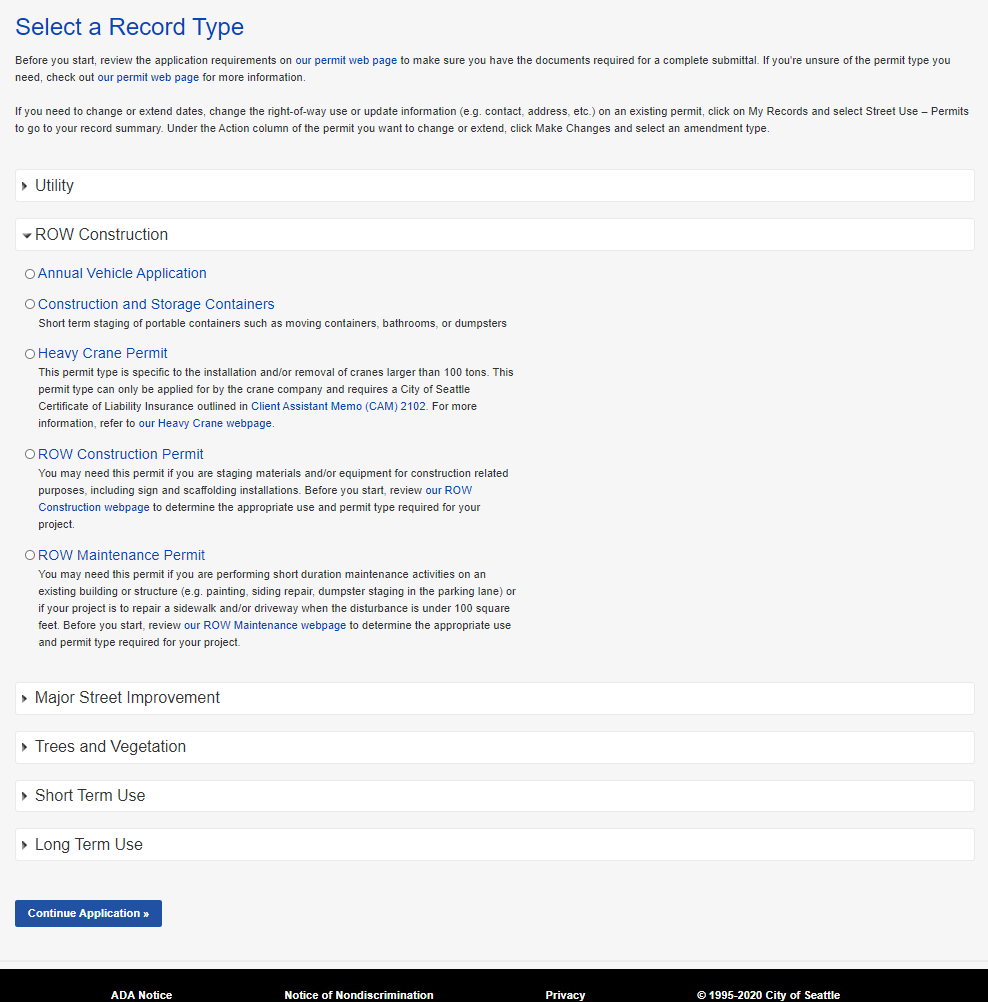 Select a Record Type
Before you start, review the application requirements on our permit web page to make sure you have the documents required for a complete submittal. If you're unsure of the permit type you
need, check out our permit web page for more information.
If you need to change or extend dates, change the right-of-way use or update information (e.g. contact, address, etc.) on an existing permit, click on My Records and select Street Use – Permits
to go to your record summary. Under the Action column of the permit you want to change or extend, click Make Changes and select an amendment type.
Utility
ROW Construction
Annual Vehicle Application
Construction and Storage Containers
Short term staging of portable containers such as moving containers, bathrooms, or dumpsters
Heavy Crane Permit
This permit type is specific to the installation and/or removal of cranes larger than 100 tons. This
permit type can only be applied for by the crane company and requires a City of Seattle
Certificate of Liability Insurance outlined in Client Assistant Memo (CAM) 2102. For more
information, refer to our Heavy Crane webpage.
ROW Construction Permit
You may need this permit if you are staging materials and/or equipment for construction related
purposes, including sign and scaffolding installations. Before you start, review our ROW
Construction webpage to determine the appropriate use and permit type required for your
project.
ROW Maintenance Permit
You may need this permit if you are performing short duration maintenance activities on an
existing building or structure (e.g. painting, siding repair, dumpster staging in the parking lane) or
if your project is to repair a sidewalk and/or driveway when the disturbance is under 100 square
feet. Before you start, review our ROW Maintenance webpage to determine the appropriate use
and permit type required for your project.
Major Street Improvement
Trees and Vegetation
Short Term Use
Long Term Use
Continue Application »
ADA Notice Notice of Nondiscrimination Privacy © 1995-2020 City of Seattle